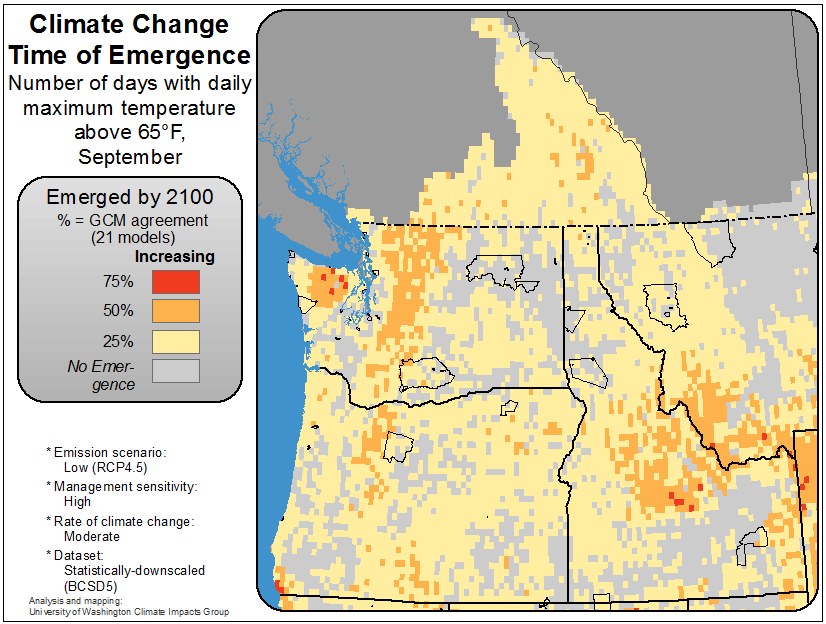 Climate Change
Time of Emergence
Number of days with daily
maximum temperature
above 65°F,
September
Emerged by 2100
% = GCM agreement
(21 models)
Increasing
75%
50%
25%
No Emer-
gence
* Emission scenario:
Low (RCP4.5)
* Management sensitivity:
High
* Rate of climate change:
Moderate
* Dataset:
Statistically-downscaled
(BCSD5)
Analysis and mapping:
University of Washington Climate Impacts Group